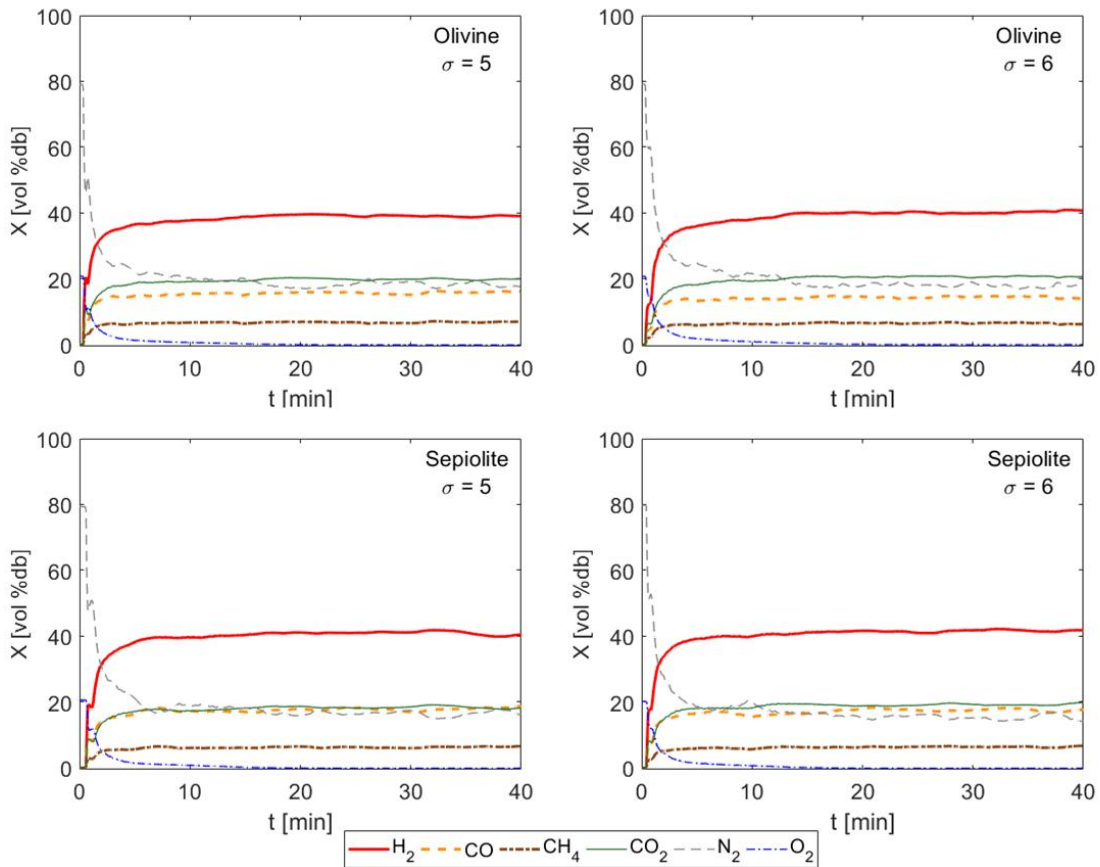 100
80
60
40
20
0
X [vol %db]
Olivine
σ = 5
0 10 20 30 40
t [min]
100
80
60
40
20
0
X [vol %db]
Olivine
σ = 6
0 10 20 30 40
t [min]
100
80
60
40
20
0
X [vol %db]
Sepiolite
σ = 5
0 10 20 30 40
t [min]
100
80
60
40
20
0
X [vol %db]
Sepiolite
σ = 6
0 10 20 30 40
t [min]
H₂ CO CH₄ CO₂ N₂ O₂